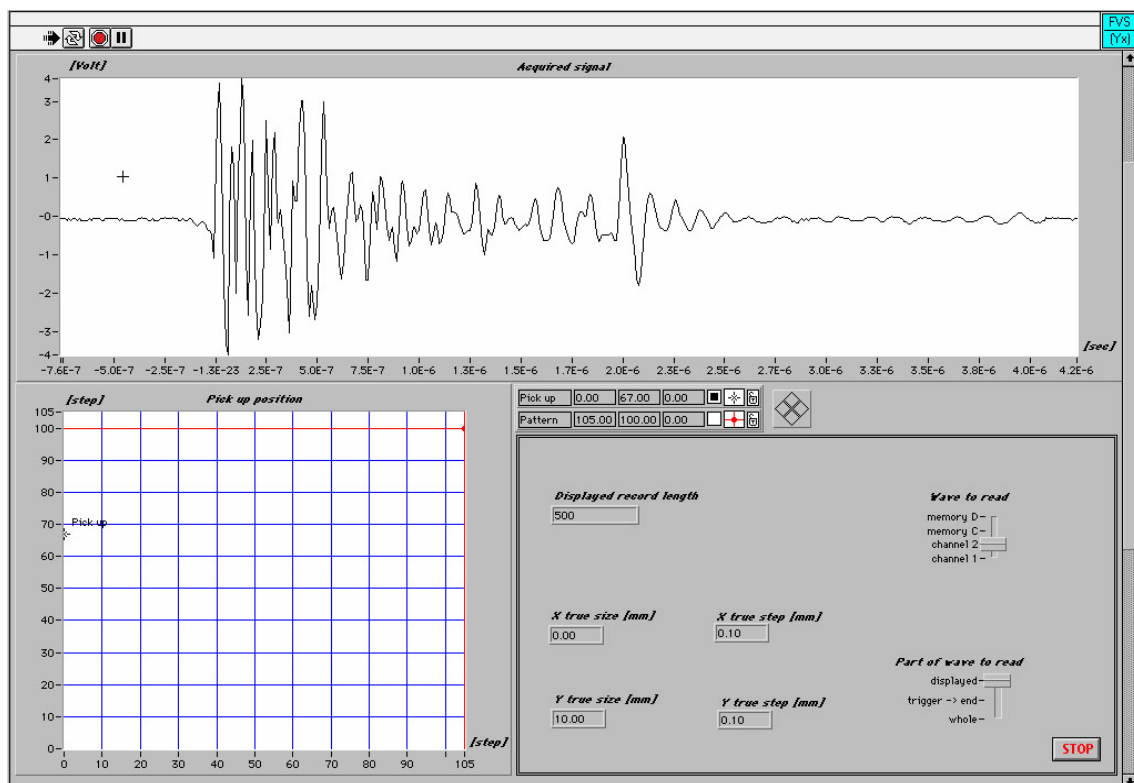 FVS
(Yx)
[Volt] Acquired signal
4
3
2
1
-0
-1
-2
-3
-4
[sec]
-7.6E-7 -5.0E-7 -2.5E-7 -1.3E-23 2.5E-7 5.0E-7 7.5E-7 1.0E-6 1.2E-6 1.5E-6 1.7E-6 2.0E-6 2.2E-6 2.5E-6 2.7E-6 3.0E-6 3.3E-6 3.5E-6 3.8E-6 4.0E-6 4.2E-6
[step] Pick up position
105
100
90
80
70
60
50
40
30
20
10
0
Pick up
[step]
0 10 20 30 40 50 60 70 80 90 105
Pick up 0.00 67.00 0.00
Pattern 105.00 100.00 0.00
Displayed record length
500
Wave to read
memory D
memory C
channel 2
channel 1
X true size [mm] X true step [mm]
0.00 0.10
Part of wave to read
displayed
trigger -> end
whole
Y true size [mm] Y true step [mm]
10.00 0.10
STOP